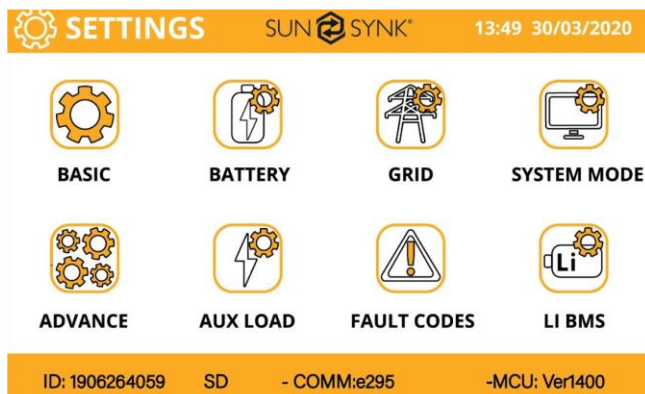 SETTINGS SUN SYNK® 13:49 30/03/2020
BASIC BATTERY GRID SYSTEM MODE
Li
ADVANCE AUX LOAD FAULT CODES LI BMS
ID: 1906264059 SD - COMM:e295 -MCU: Ver1400